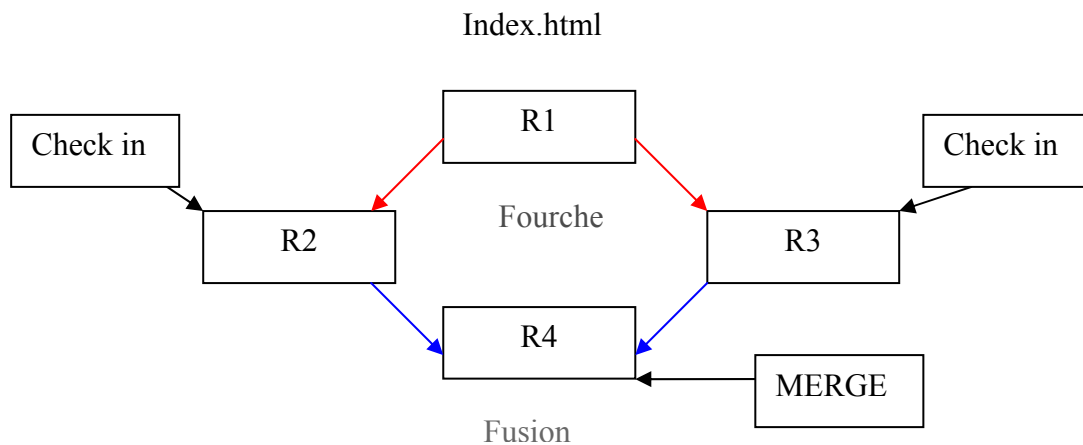 Index.html
R1
Check in
Check in
Fourche
R2
R3
R4
MERGE
Fusion